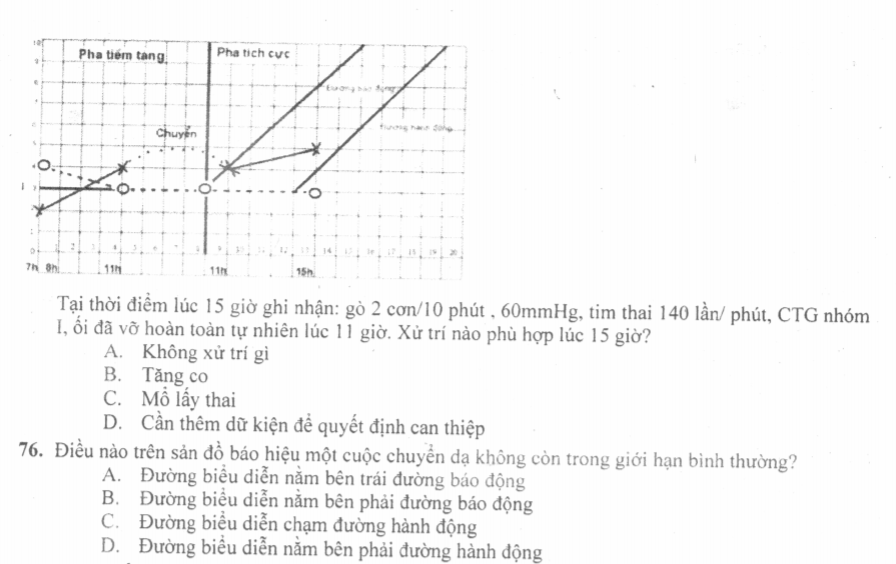 10
Pha tiềm tàng
Pha tích cực
9
Đường báo động
Đường hành động
Chuyển
4
1 3
2
1
0 1 2 3 4 5 6 7 8 9 10 11 12 13 14 15 16 17 18 19 20
7h 8h 11h 11h 15h
Tại thời điểm lúc 15 giờ ghi nhận: gò 2 cơn/10 phút , 60mmHg, tim thai 140 lần/ phút, CTG nhóm
I, ối đã vỡ hoàn toàn tự nhiên lúc 11 giờ. Xử trí nào phù hợp lúc 15 giờ?
A. Không xử trí gì
B. Tăng co
C. Mổ lấy thai
D. Cần thêm dữ kiện để quyết định can thiệp
76. Điều nào trên sản đồ báo hiệu một cuộc chuyển dạ không còn trong giới hạn bình thường?
A. Đường biểu diễn nằm bên trái đường báo động
B. Đường biểu diễn nằm bên phải đường báo động
C. Đường biểu diễn chạm đường hành động
D. Đường biểu diễn nằm bên phải đường hành động